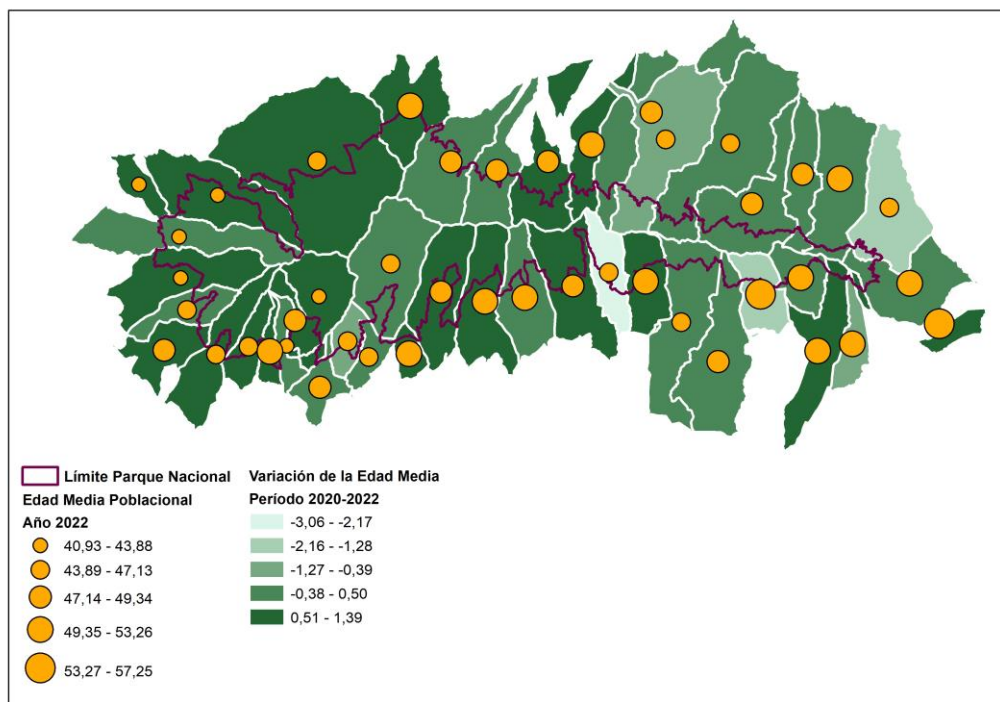 Límite Parque Nacional
Edad Media Poblacional
Año 2022
40,93 - 43,88
43,89 - 47,13
47,14 - 49,34
49,35 - 53,26
53,27 - 57,25
Variación de la Edad Media
Período 2020-2022
-3,06 - -2,17
-2,16 - -1,28
-1,27 - -0,39
-0,38 - 0,50
0,51 - 1,39